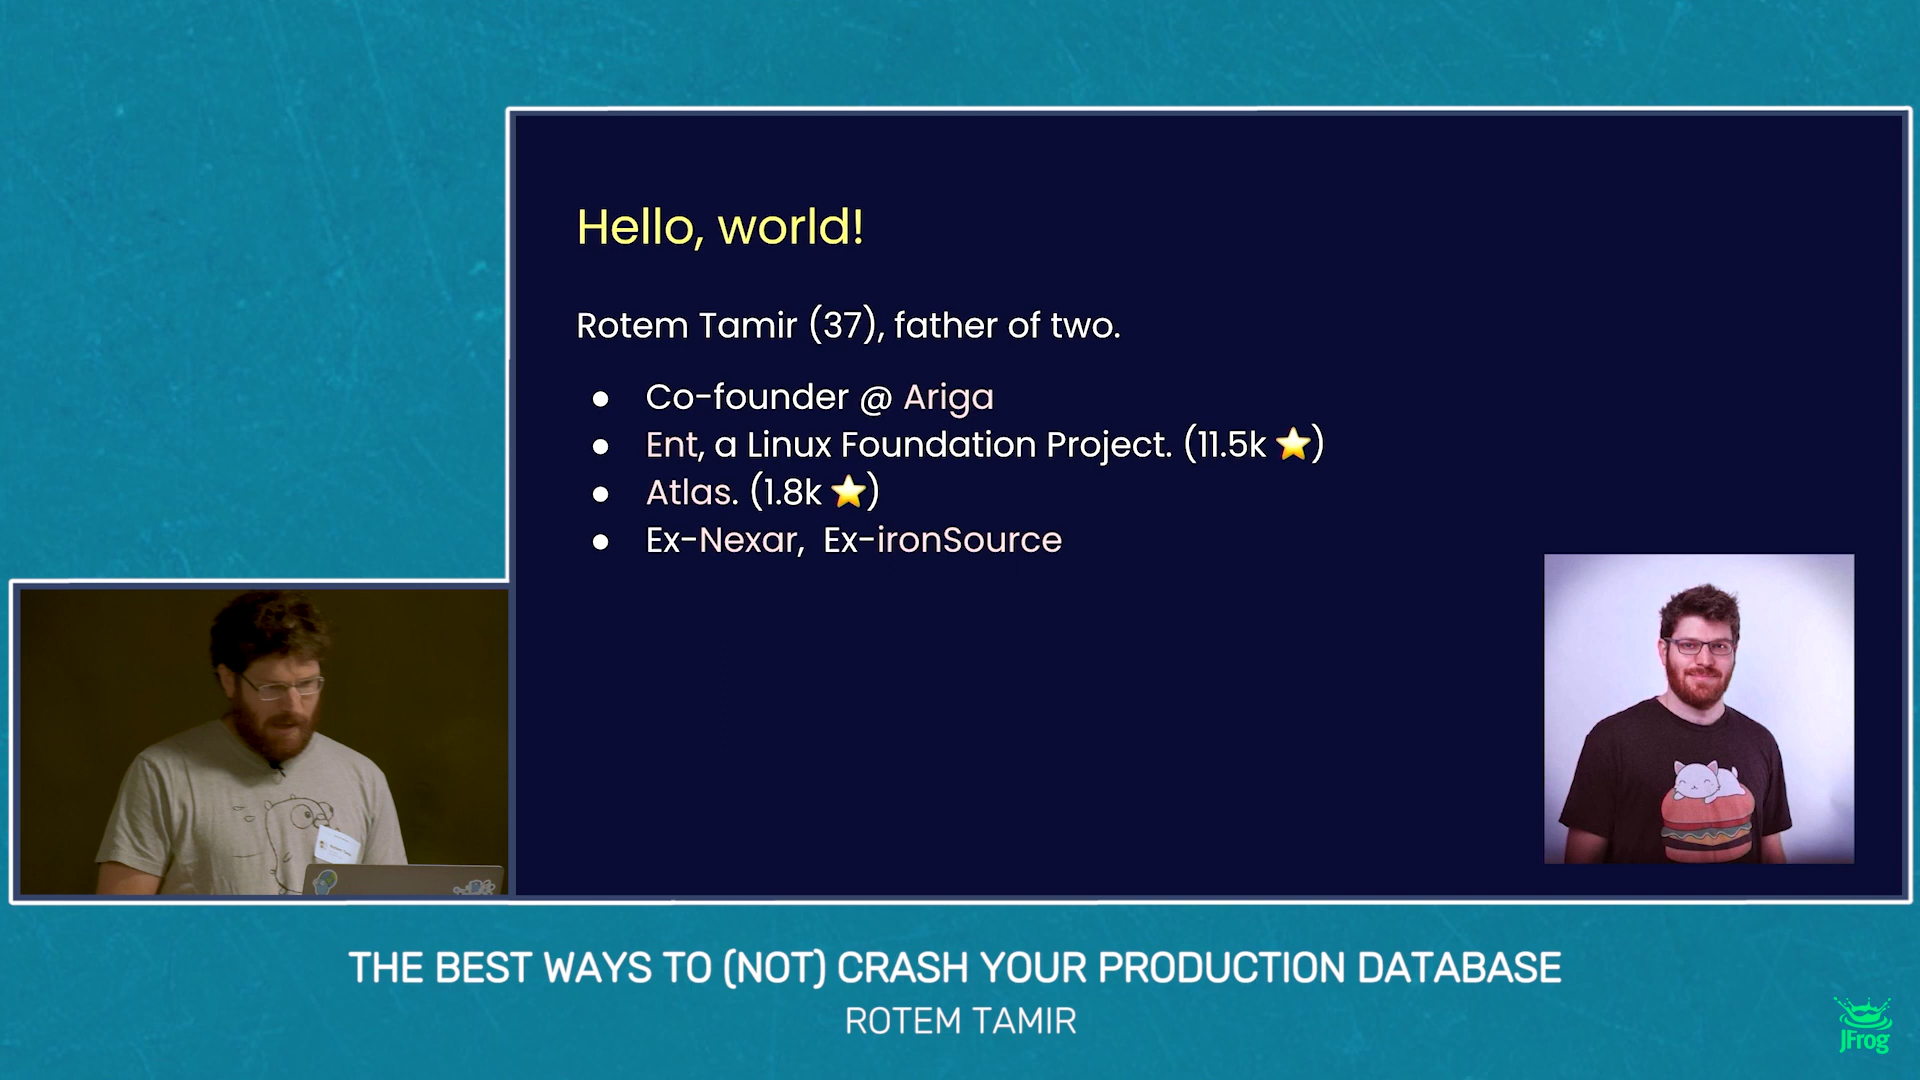 Hello, world!
Rotem Tamir (37), father of two.
● Co-founder @ Ariga
● Ent, a Linux Foundation Project. (11.5k ⭐)
● Atlas. (1.8k ⭐)
● Ex-Nexar, Ex-ironSource
THE BEST WAYS TO (NOT) CRASH YOUR PRODUCTION DATABASE
ROTEM TAMIR
JFrog